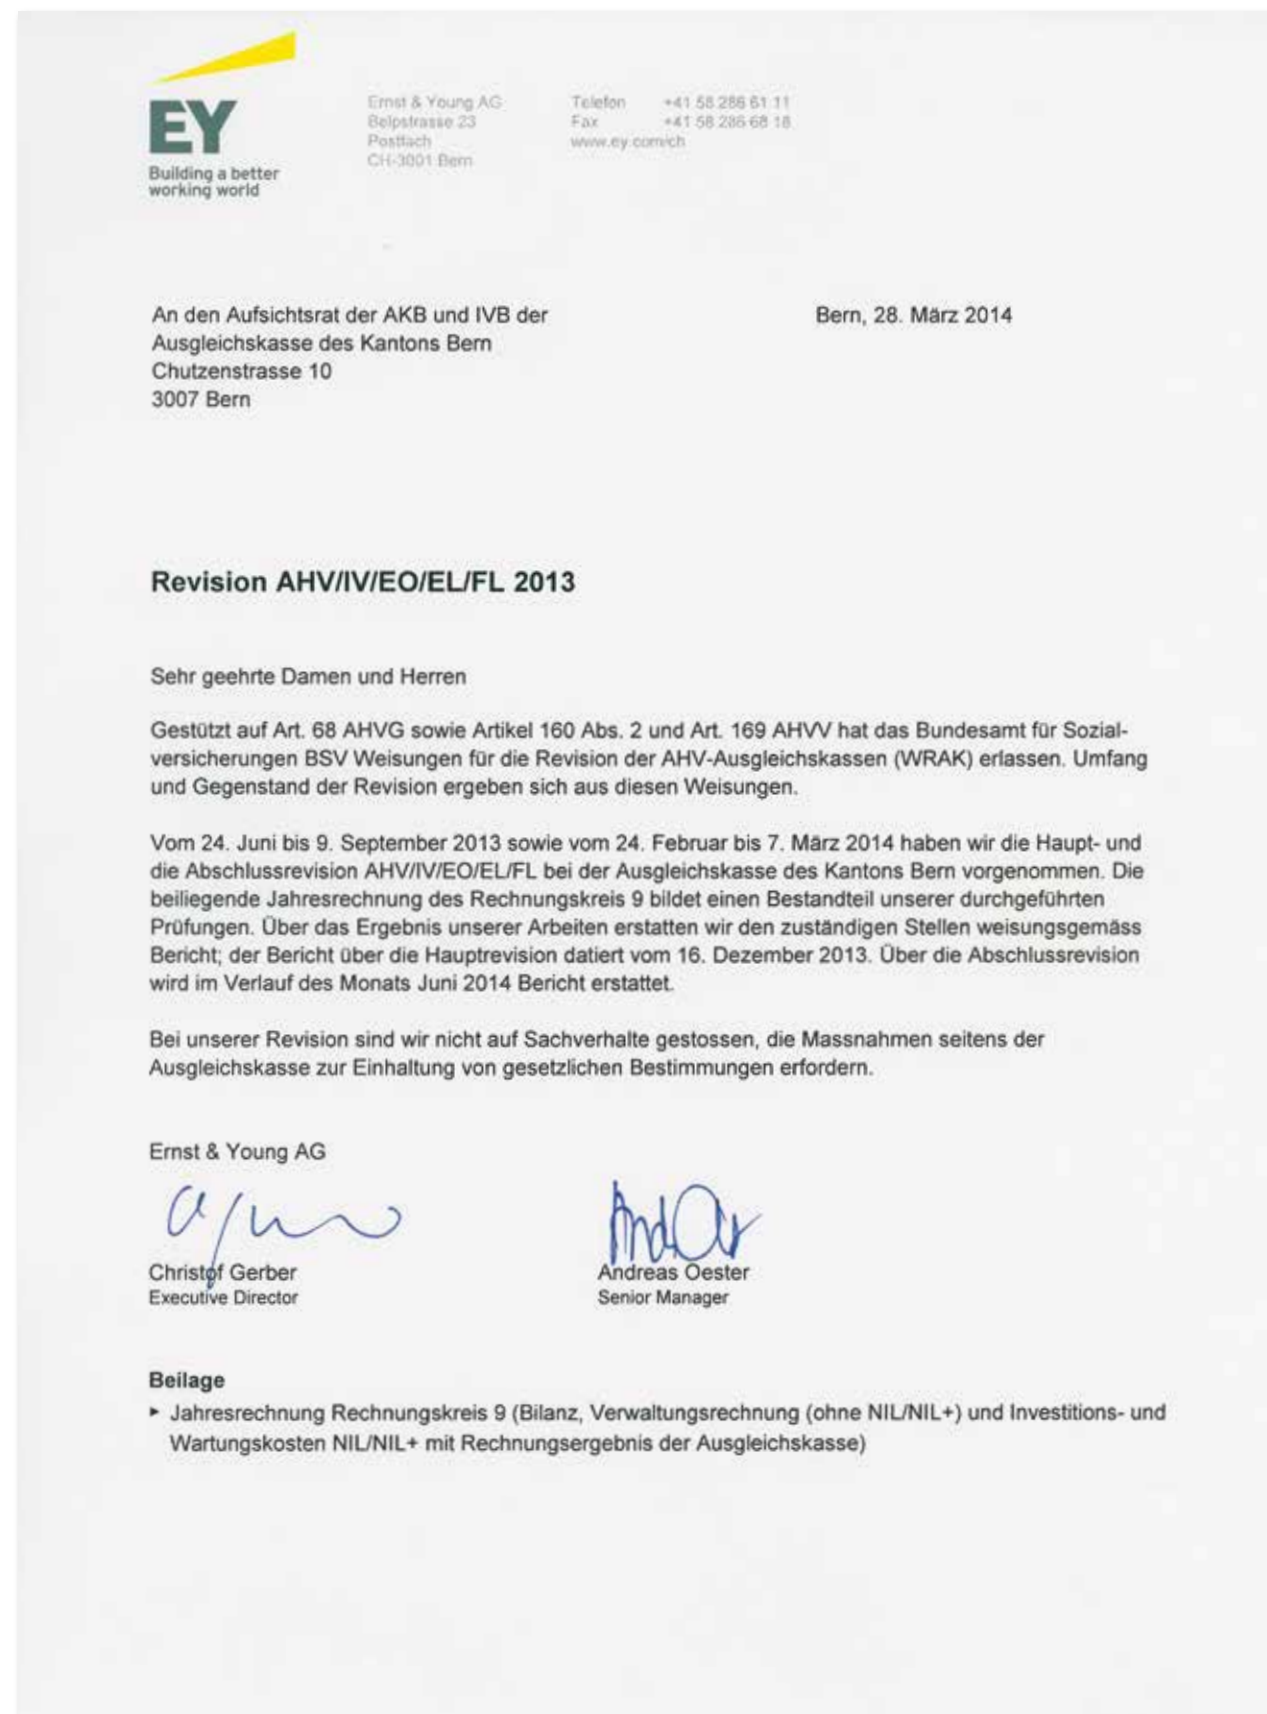 EY
Building a better
working world
Ernst & Young AG
Belpstrasse 23
Postfach
CH-3001 Bern
Telefon +41 58 286 61 11
Fax +41 58 286 68 18
www.ey.com/ch
An den Aufsichtsrat der AKB und IVB der
Ausgleichskasse des Kantons Bern
Chutzenstrasse 10
3007 Bern
Bern, 28. März 2014
Revision AHV/IV/EO/EL/FL 2013
Sehr geehrte Damen und Herren
Gestützt auf Art. 68 AHVG sowie Artikel 160 Abs. 2 und Art. 169 AHVV hat das Bundesamt für Sozial-
versicherungen BSV Weisungen für die Revision der AHV-Ausgleichskassen (WRAK) erlassen. Umfang
und Gegenstand der Revision ergeben sich aus diesen Weisungen.
Vom 24. Juni bis 9. September 2013 sowie vom 24. Februar bis 7. März 2014 haben wir die Haupt- und
die Abschlussrevision AHV/IV/EO/EL/FL bei der Ausgleichskasse des Kantons Bern vorgenommen. Die
beiliegende Jahresrechnung des Rechnungskreis 9 bildet einen Bestandteil unserer durchgeführten
Prüfungen. Über das Ergebnis unserer Arbeiten erstatten wir den zuständigen Stellen weisungsgemäss
Bericht; der Bericht über die Hauptrevision datiert vom 16. Dezember 2013. Über die Abschlussrevision
wird im Verlauf des Monats Juni 2014 Bericht erstattet.
Bei unserer Revision sind wir nicht auf Sachverhalte gestossen, die Massnahmen seitens der
Ausgleichskasse zur Einhaltung von gesetzlichen Bestimmungen erfordern.
Ernst & Young AG
Christof Gerber
Executive Director
Andreas Oester
Senior Manager
Beilage
▸ Jahresrechnung Rechnungskreis 9 (Bilanz, Verwaltungsrechnung (ohne NIL/NIL+) und Investitions- und
Wartungskosten NIL/NIL+ mit Rechnungsergebnis der Ausgleichskasse)